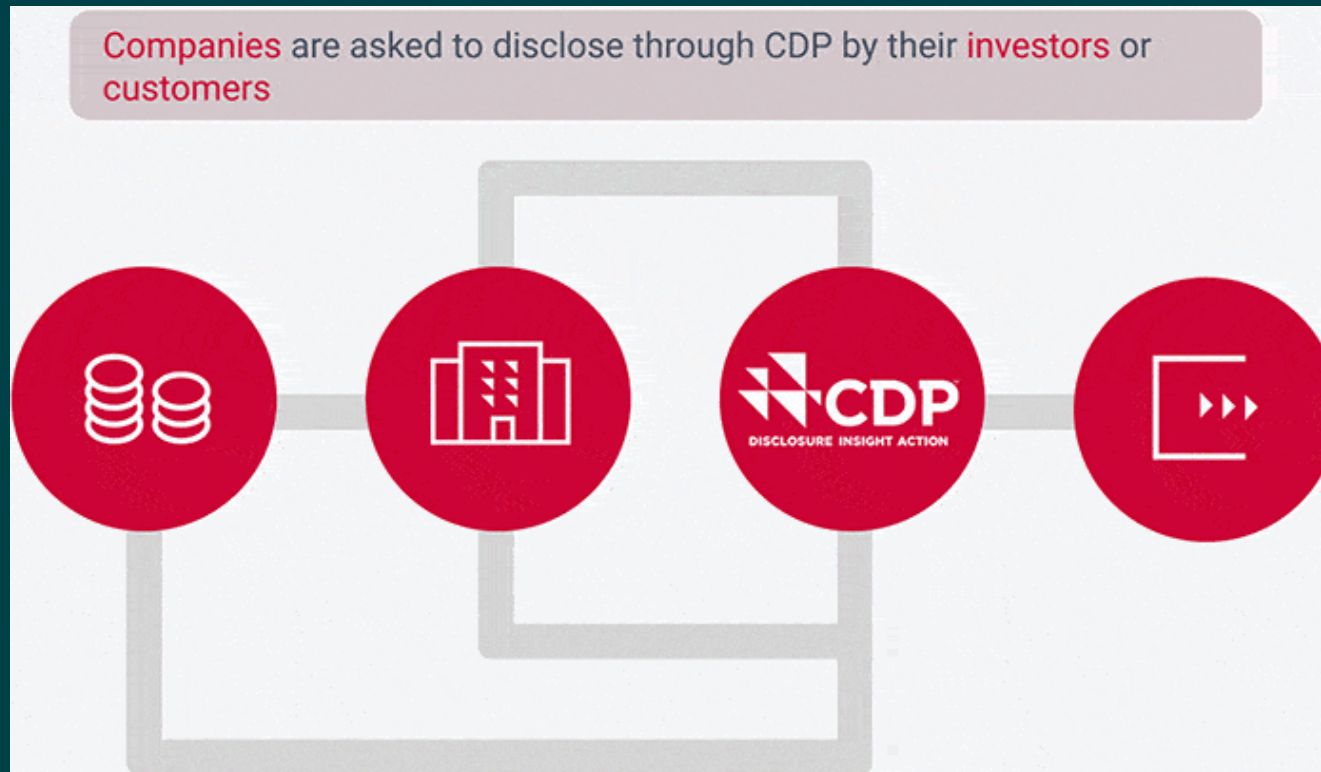 Companies are asked to disclose through CDP by their investors or
customers
CDP
DISCLOSURE INSIGHT ACTION